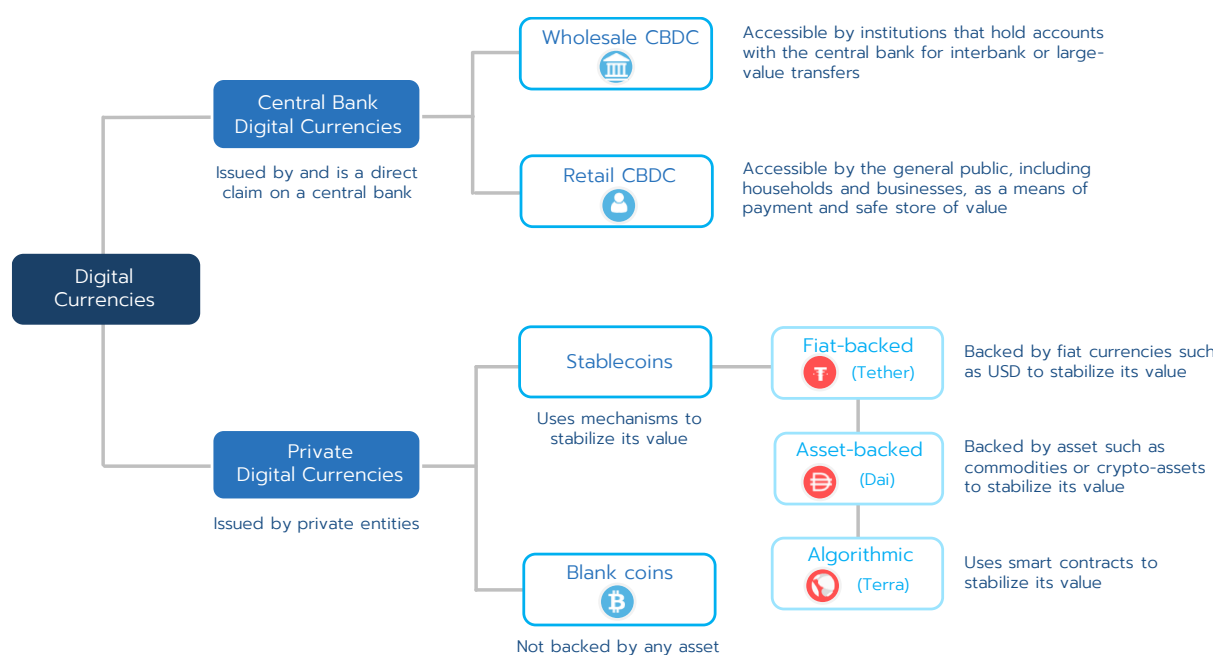 Wholesale CBDC
Accessible by institutions that hold accounts
with the central bank for interbank or large-
value transfers
Central Bank
Digital Currencies
Issued by and is a direct
claim on a central bank
Retail CBDC
Accessible by the general public, including
households and businesses, as a means of
payment and safe store of value
Digital
Currencies
Stablecoins
Uses mechanisms to
stabilize its value
Fiat-backed
(Tether)
Backed by fiat currencies such
as USD to stabilize its value
Private
Digital Currencies
Issued by private entities
Asset-backed
(Dai)
Backed by asset such as
commodities or crypto-assets
to stabilize its value
Algorithmic
(Terra)
Uses smart contracts to
stabilize its value
Blank coins
Not backed by any asset